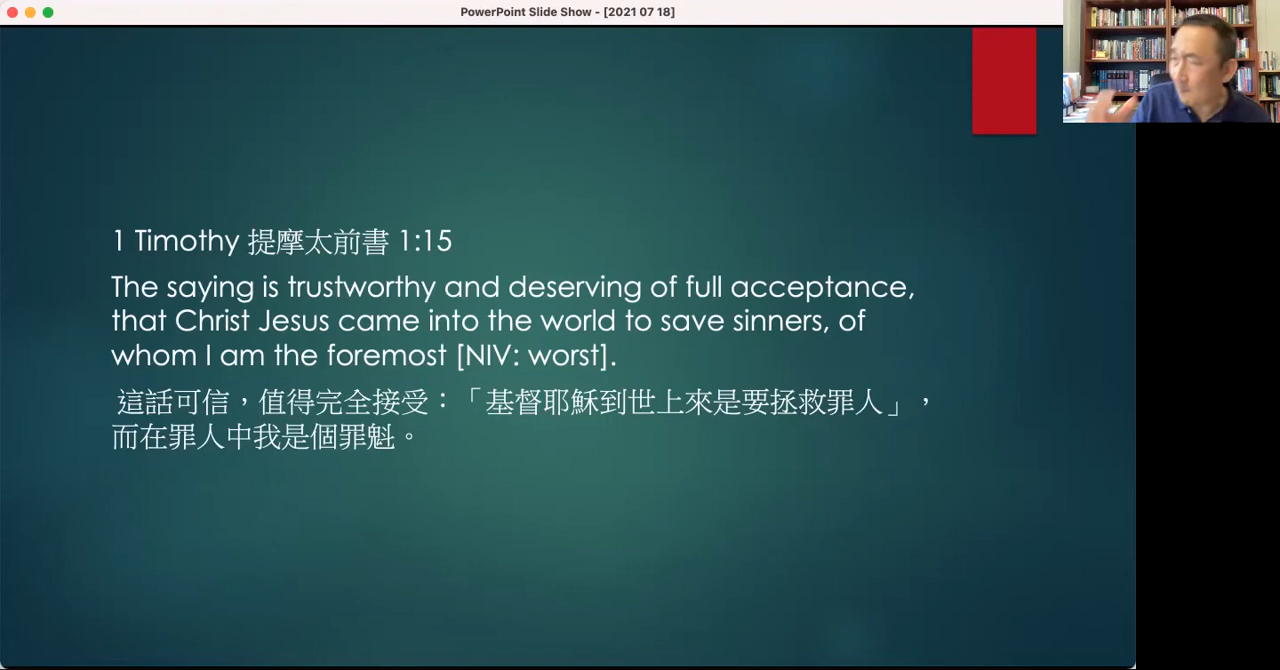 PowerPoint Slide Show - [2021 07 18]
1 Timothy 提摩太前書 1:15
The saying is trustworthy and deserving of full acceptance,
that Christ Jesus came into the world to save sinners, of
whom I am the foremost [NIV: worst].
這話可信，值得完全接受：「基督耶穌到世上來是要拯救罪人」，
而在罪人中我是個罪魁。